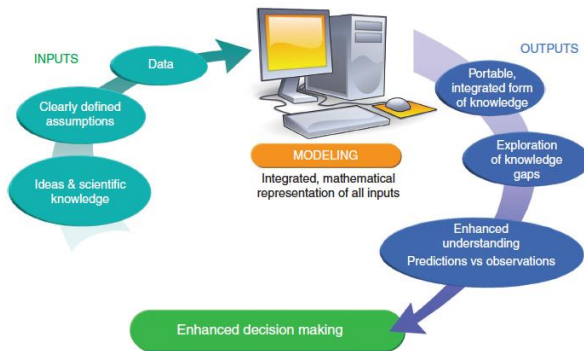 INPUTS
Data
Clearly defined
assumptions
Ideas & scientific
knowledge
MODELING
Integrated, mathematical
representation of all inputs
OUTPUTS
Portable,
integrated form
of knowledge
Exploration
of knowledge
gaps
Enhanced
understanding
Predictions vs observations
Enhanced decision making